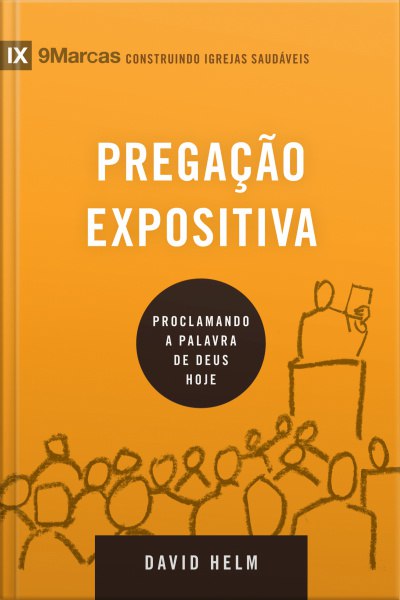 IX 9Marcas CONSTRUINDO IGREJAS SAUDÁVEIS
PREGAÇÃO
EXPOSITIVA
PROCLAMANDO
A PALAVRA
DE DEUS
HOJE
DAVID HELM